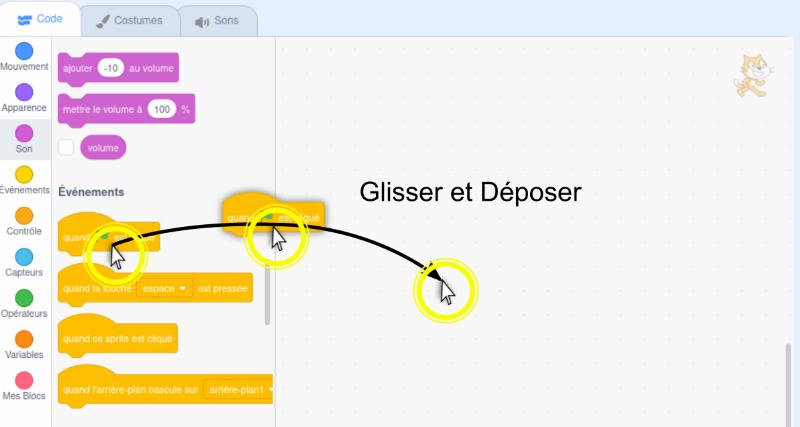 Code
Costumes
Sons
Mouvement
Apparence
Son
Événements
Contrôle
Capteurs
Opérateurs
Variables
Mes Blocs
ajouter -10 au volume
mettre le volume à 100 %
volume
Événements
quand est cliqué
quand est cliqué
quand la touche espace est pressée
quand ce sprite est cliqué
quand l'arrière-plan bascule sur arrière-plan1
Glisser et Déposer